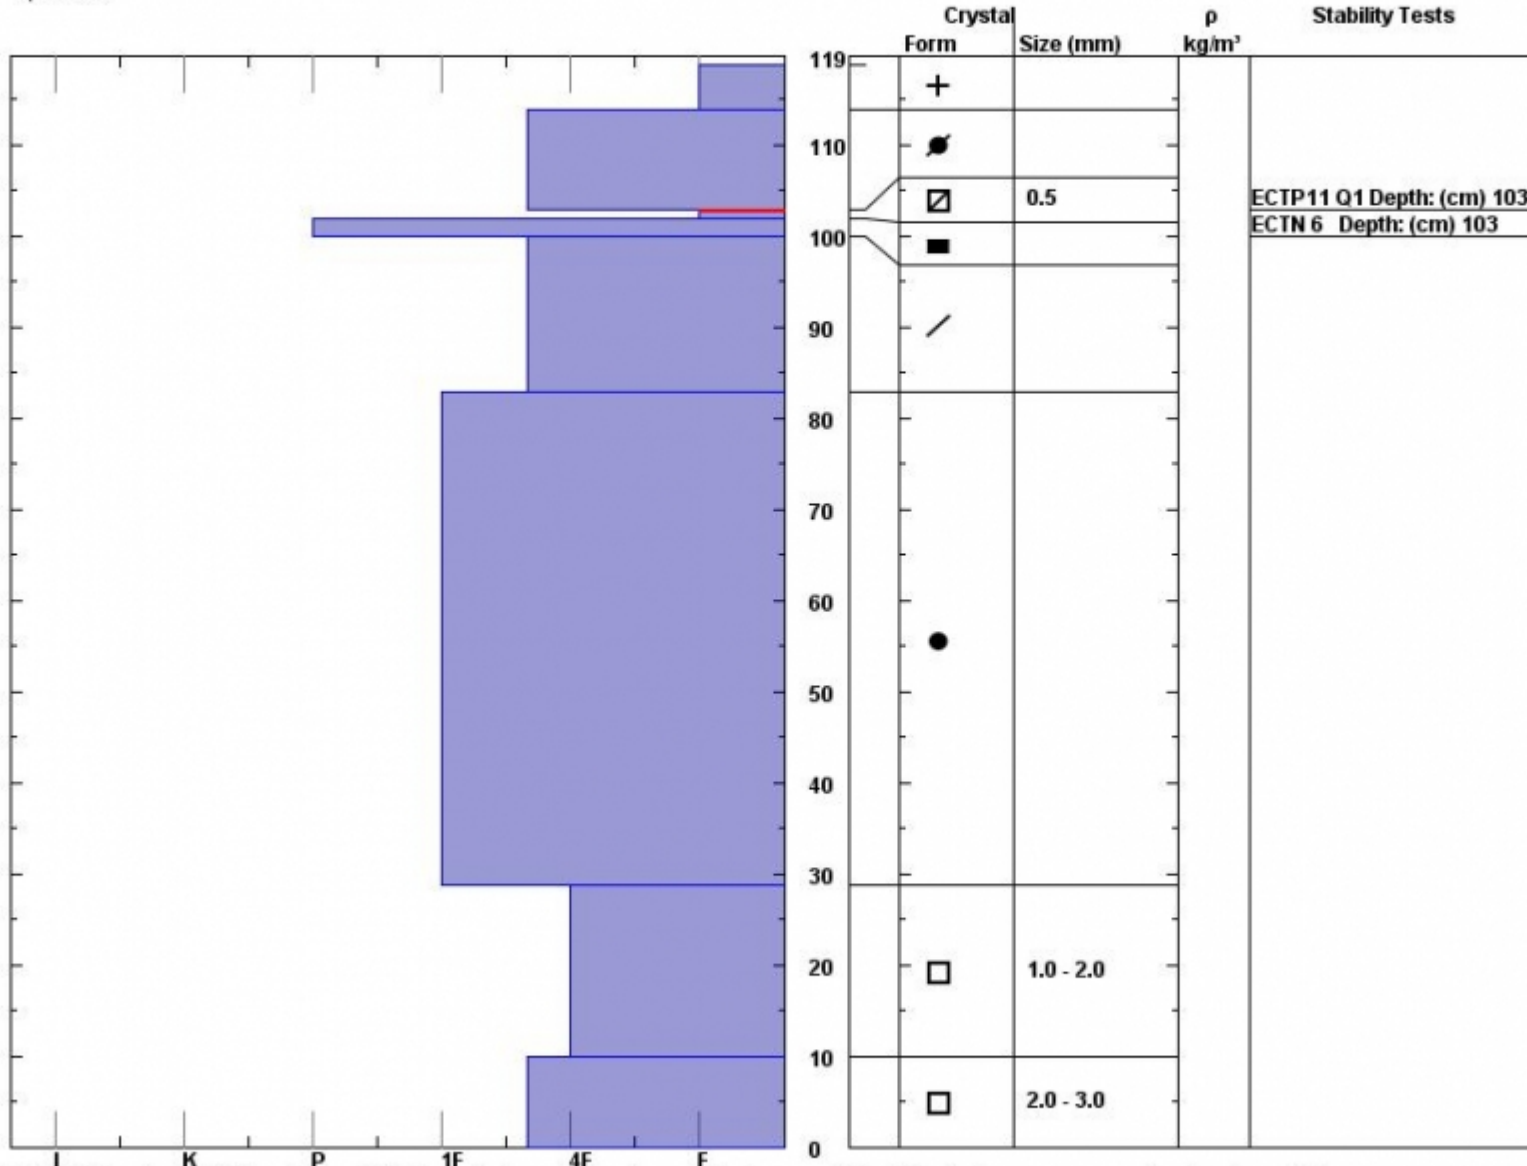 Crystal ρ Stability Tests
Form Size (mm) kg/m³
119
110
0.5 ECTP11 Q1 Depth: (cm) 103
ECTN 6 Depth: (cm) 103
100
90
80
70
60
50
40
30
20 1.0 - 2.0
10
2.0 - 3.0
0
I K P 1F 4F F